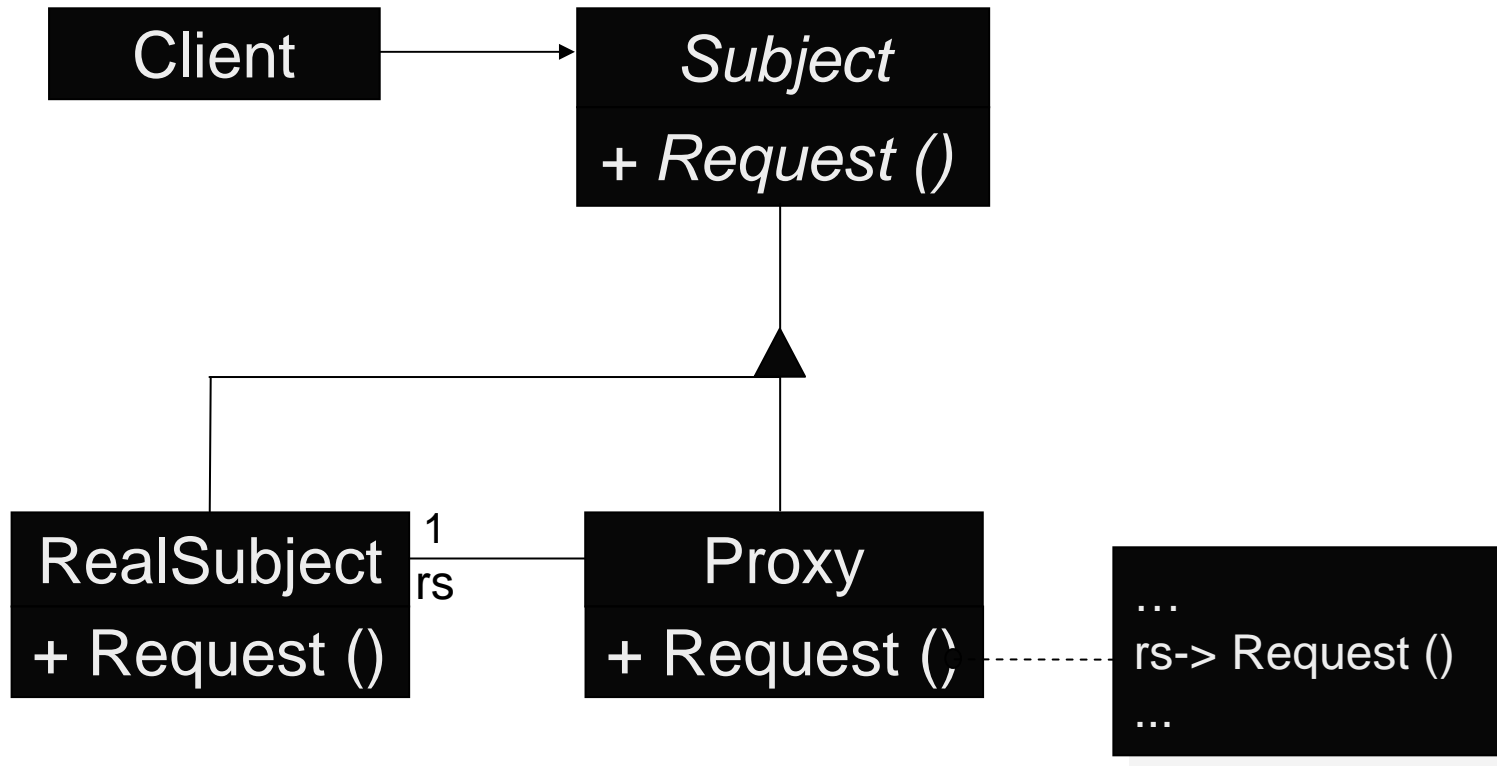 Client
Subject
+ Request ()
RealSubject
+ Request ()
1
rs
Proxy
+ Request ()
...
rs-> Request ()
...